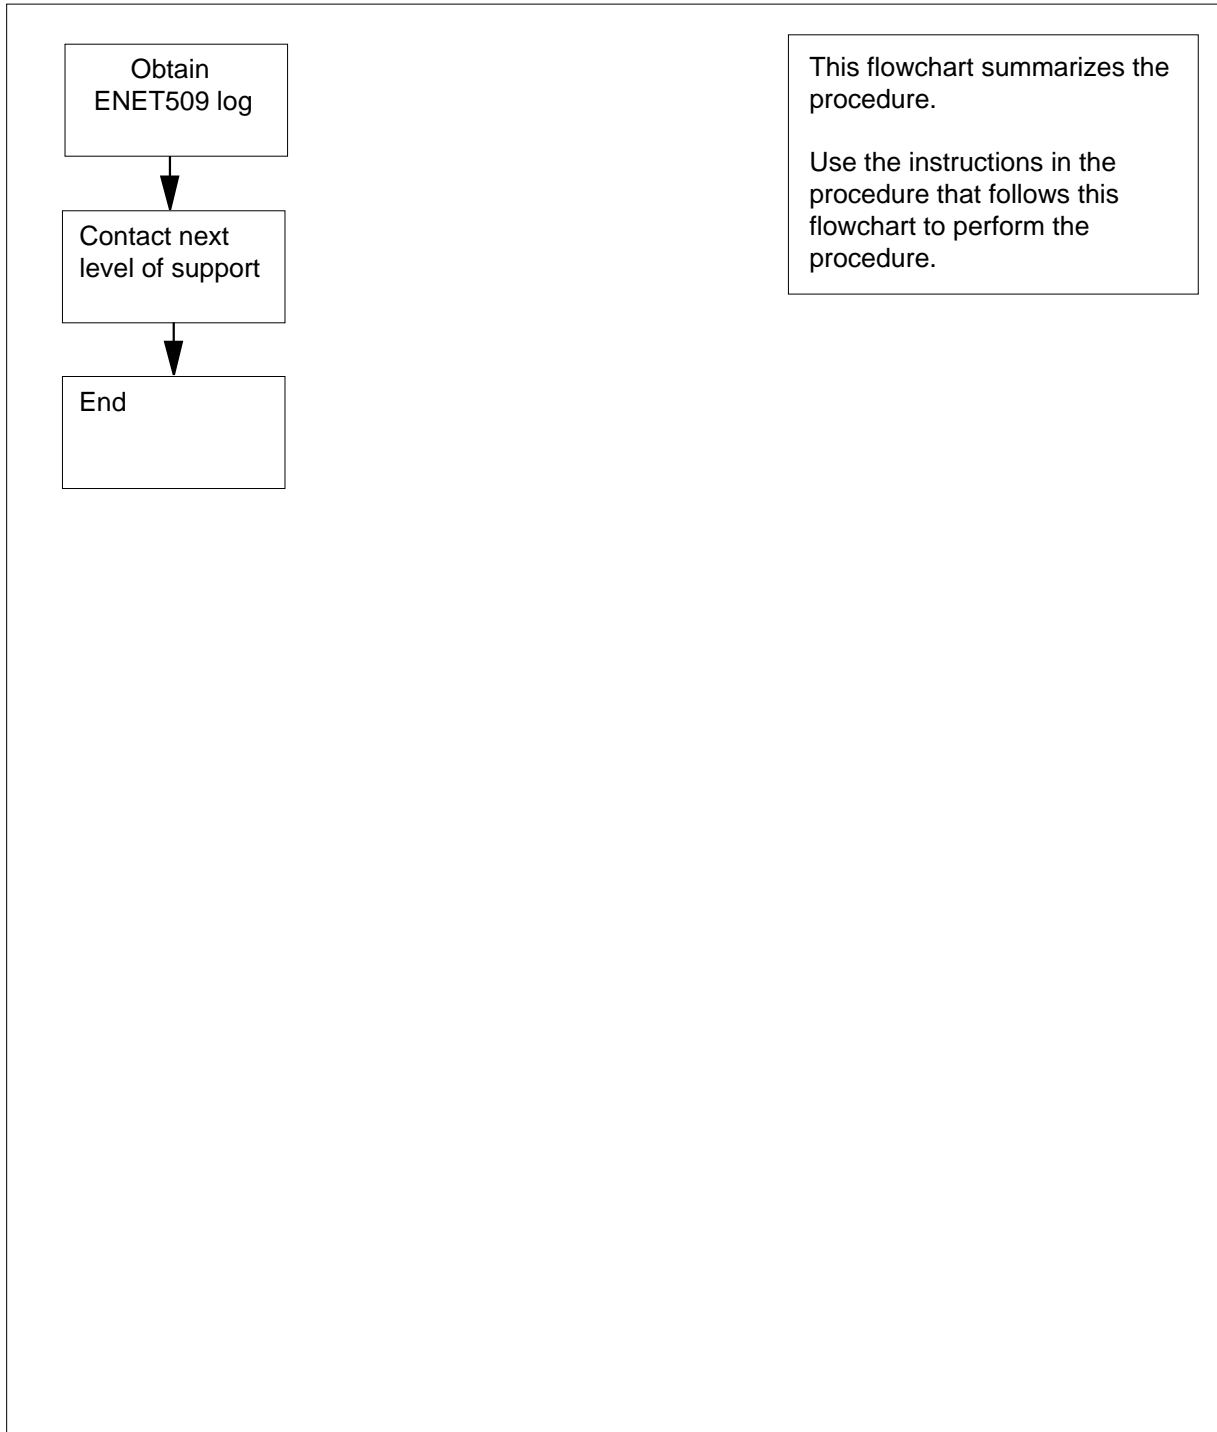 Obtain
ENET509 log
Contact next
level of support
End
This flowchart summarizes the
procedure.
Use the instructions in the
procedure that follows this
flowchart to perform the
procedure.